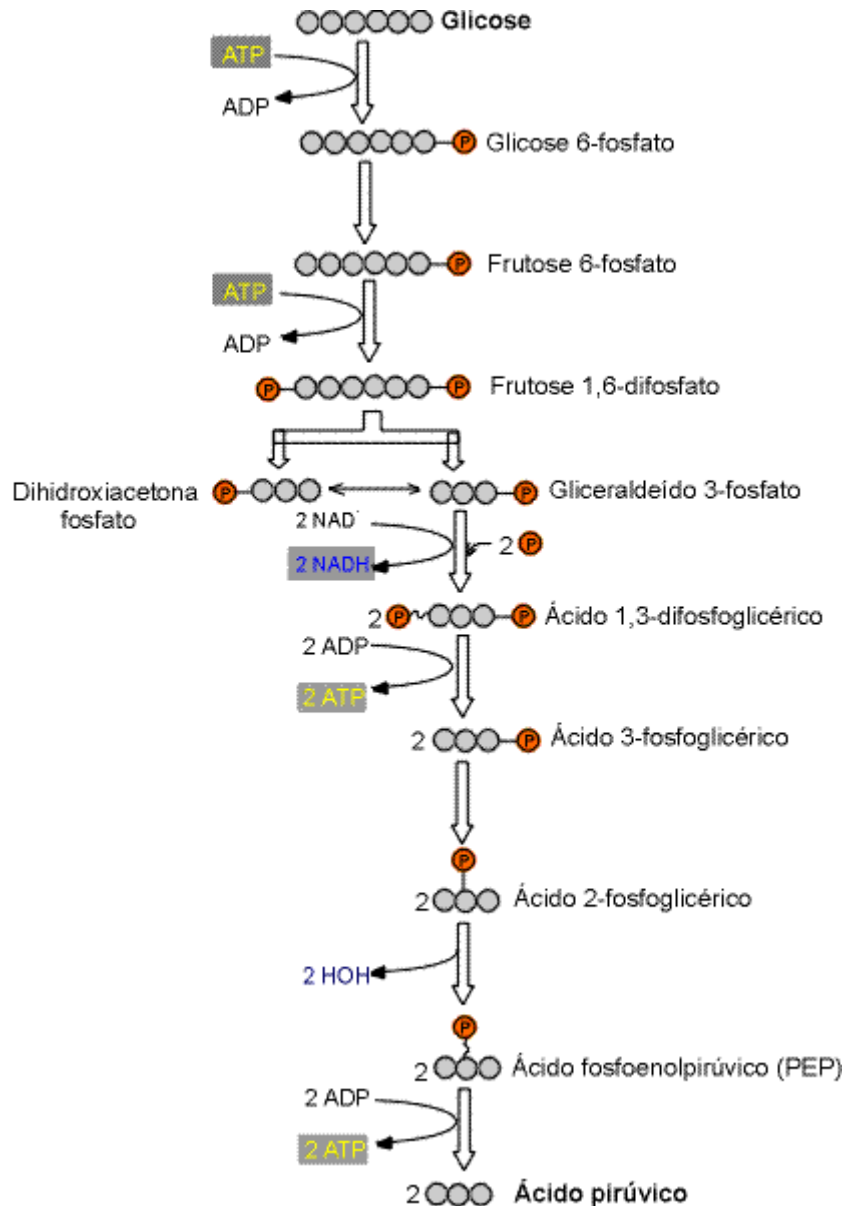 Glicose
ATP
ADP
P
Glicose 6-fosfato
P
Frutose 6-fosfato
ATP
ADP
P
P
Frutose 1,6-difosfato
Dihidroxiacetona
fosfato
P
P
Gliceraldeído 3-fosfato
2 NAD
2 P
2 NADH
2 P
P
Ácido 1,3-difosfoglicérico
2 ADP
2 ATP
2
P
Ácido 3-fosfoglicérico
P
2
Ácido 2-fosfoglicérico
2 HOH
P
2
Ácido fosfoenolpirúvico (PEP)
2 ADP
2 ATP
2
Ácido pirúvico